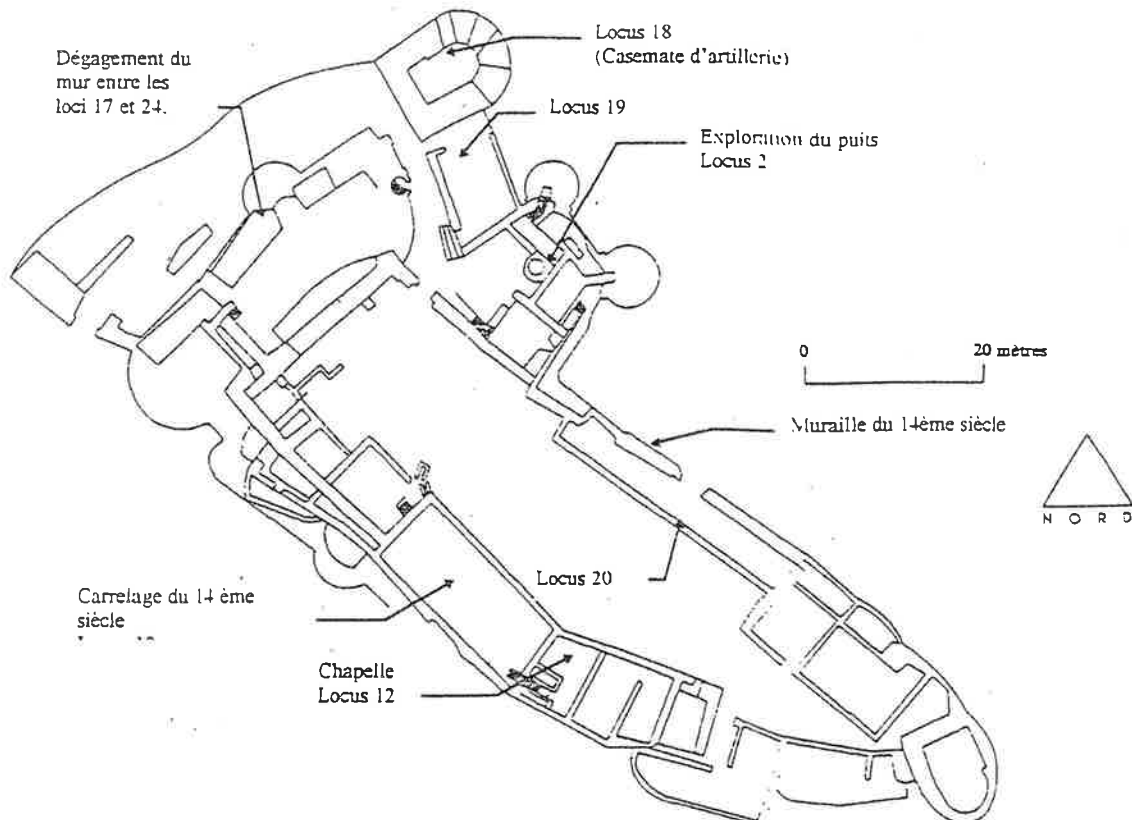 Locus 18
(Casemate d'artillerie)
Dégagement du
mur entre les
loci 17 et 24.
Locus 19
Exploration du puits
Locus 2
0 20 mètres
Muraille du 14ème siècle
N O R D
Locus 20
Carrelage du 14 ème
siècle
Chapelle
Locus 12